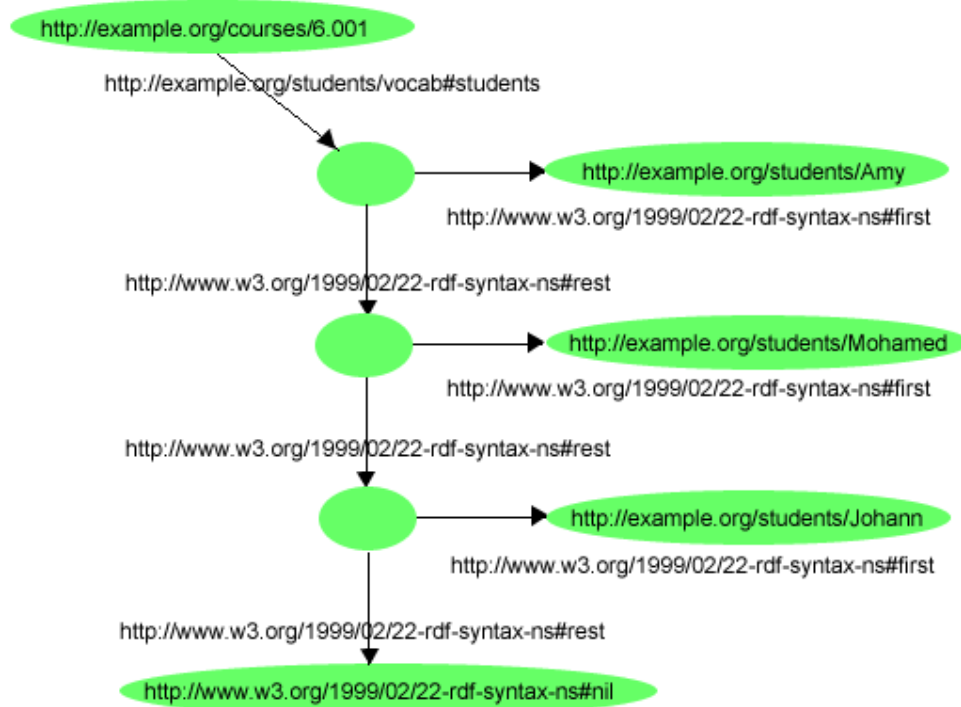 http://example.org/courses/6.001
http://example.org/students/vocab#students
http://example.org/students/Amy
http://www.w3.org/1999/02/22-rdf-syntax-ns#first
http://www.w3.org/1999/02/22-rdf-syntax-ns#rest
http://example.org/students/Mohamed
http://www.w3.org/1999/02/22-rdf-syntax-ns#first
http://www.w3.org/1999/02/22-rdf-syntax-ns#rest
http://example.org/students/Johann
http://www.w3.org/1999/02/22-rdf-syntax-ns#first
http://www.w3.org/1999/02/22-rdf-syntax-ns#rest
http://www.w3.org/1999/02/22-rdf-syntax-ns#nil